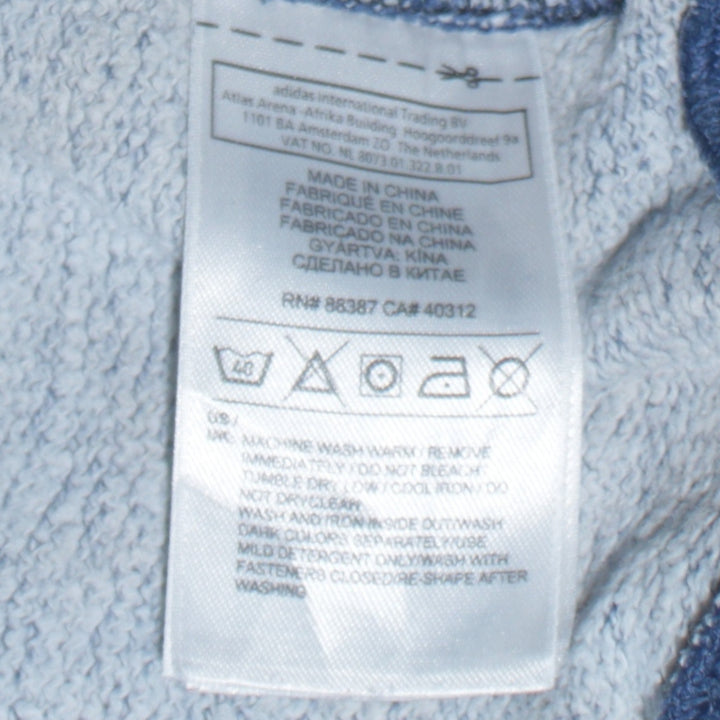 adidas International Trading BV
Atlas Arena -Afrika Building Hoogoorddreef 9a
1101 BA Amsterdam ZO The Netherlands
VAT NO. NL 8073.01.322.B.01
MADE IN CHINA
FABRIQUÉ EN CHINE
FABRICADO EN CHINA
FABRICADO NA CHINA
GYÁRTVA: KÍNA
СДЕЛАНО В КИТАЕ
RN# 88387 CA# 40312
40
US /
UK: MACHINE WASH WARM / REMOVE
IMMEDIATELY / DO NOT BLEACH
TUMBLE DRY LOW / COOL IRON / DO
NOT DRYCLEAN
WASH AND IRON INSIDE OUT/WASH
DARK COLORS SEPARATELY/USE
MILD DETERGENT ONLY/WASH WITH
FASTENERS CLOSED/RE-SHAPE AFTER
WASHING